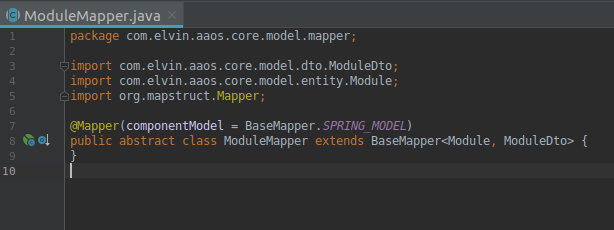 ModuleMapper.java
1 package com.elvin.aaos.core.model.mapper;
2
3 import com.elvin.aaos.core.model.dto.ModuleDto;
4 import com.elvin.aaos.core.model.entity.Module;
5 import org.mapstruct.Mapper;
6
7 @Mapper(componentModel = BaseMapper.SPRING_MODEL)
8 public abstract class ModuleMapper extends BaseMapper<Module, ModuleDto> {
9 }
10